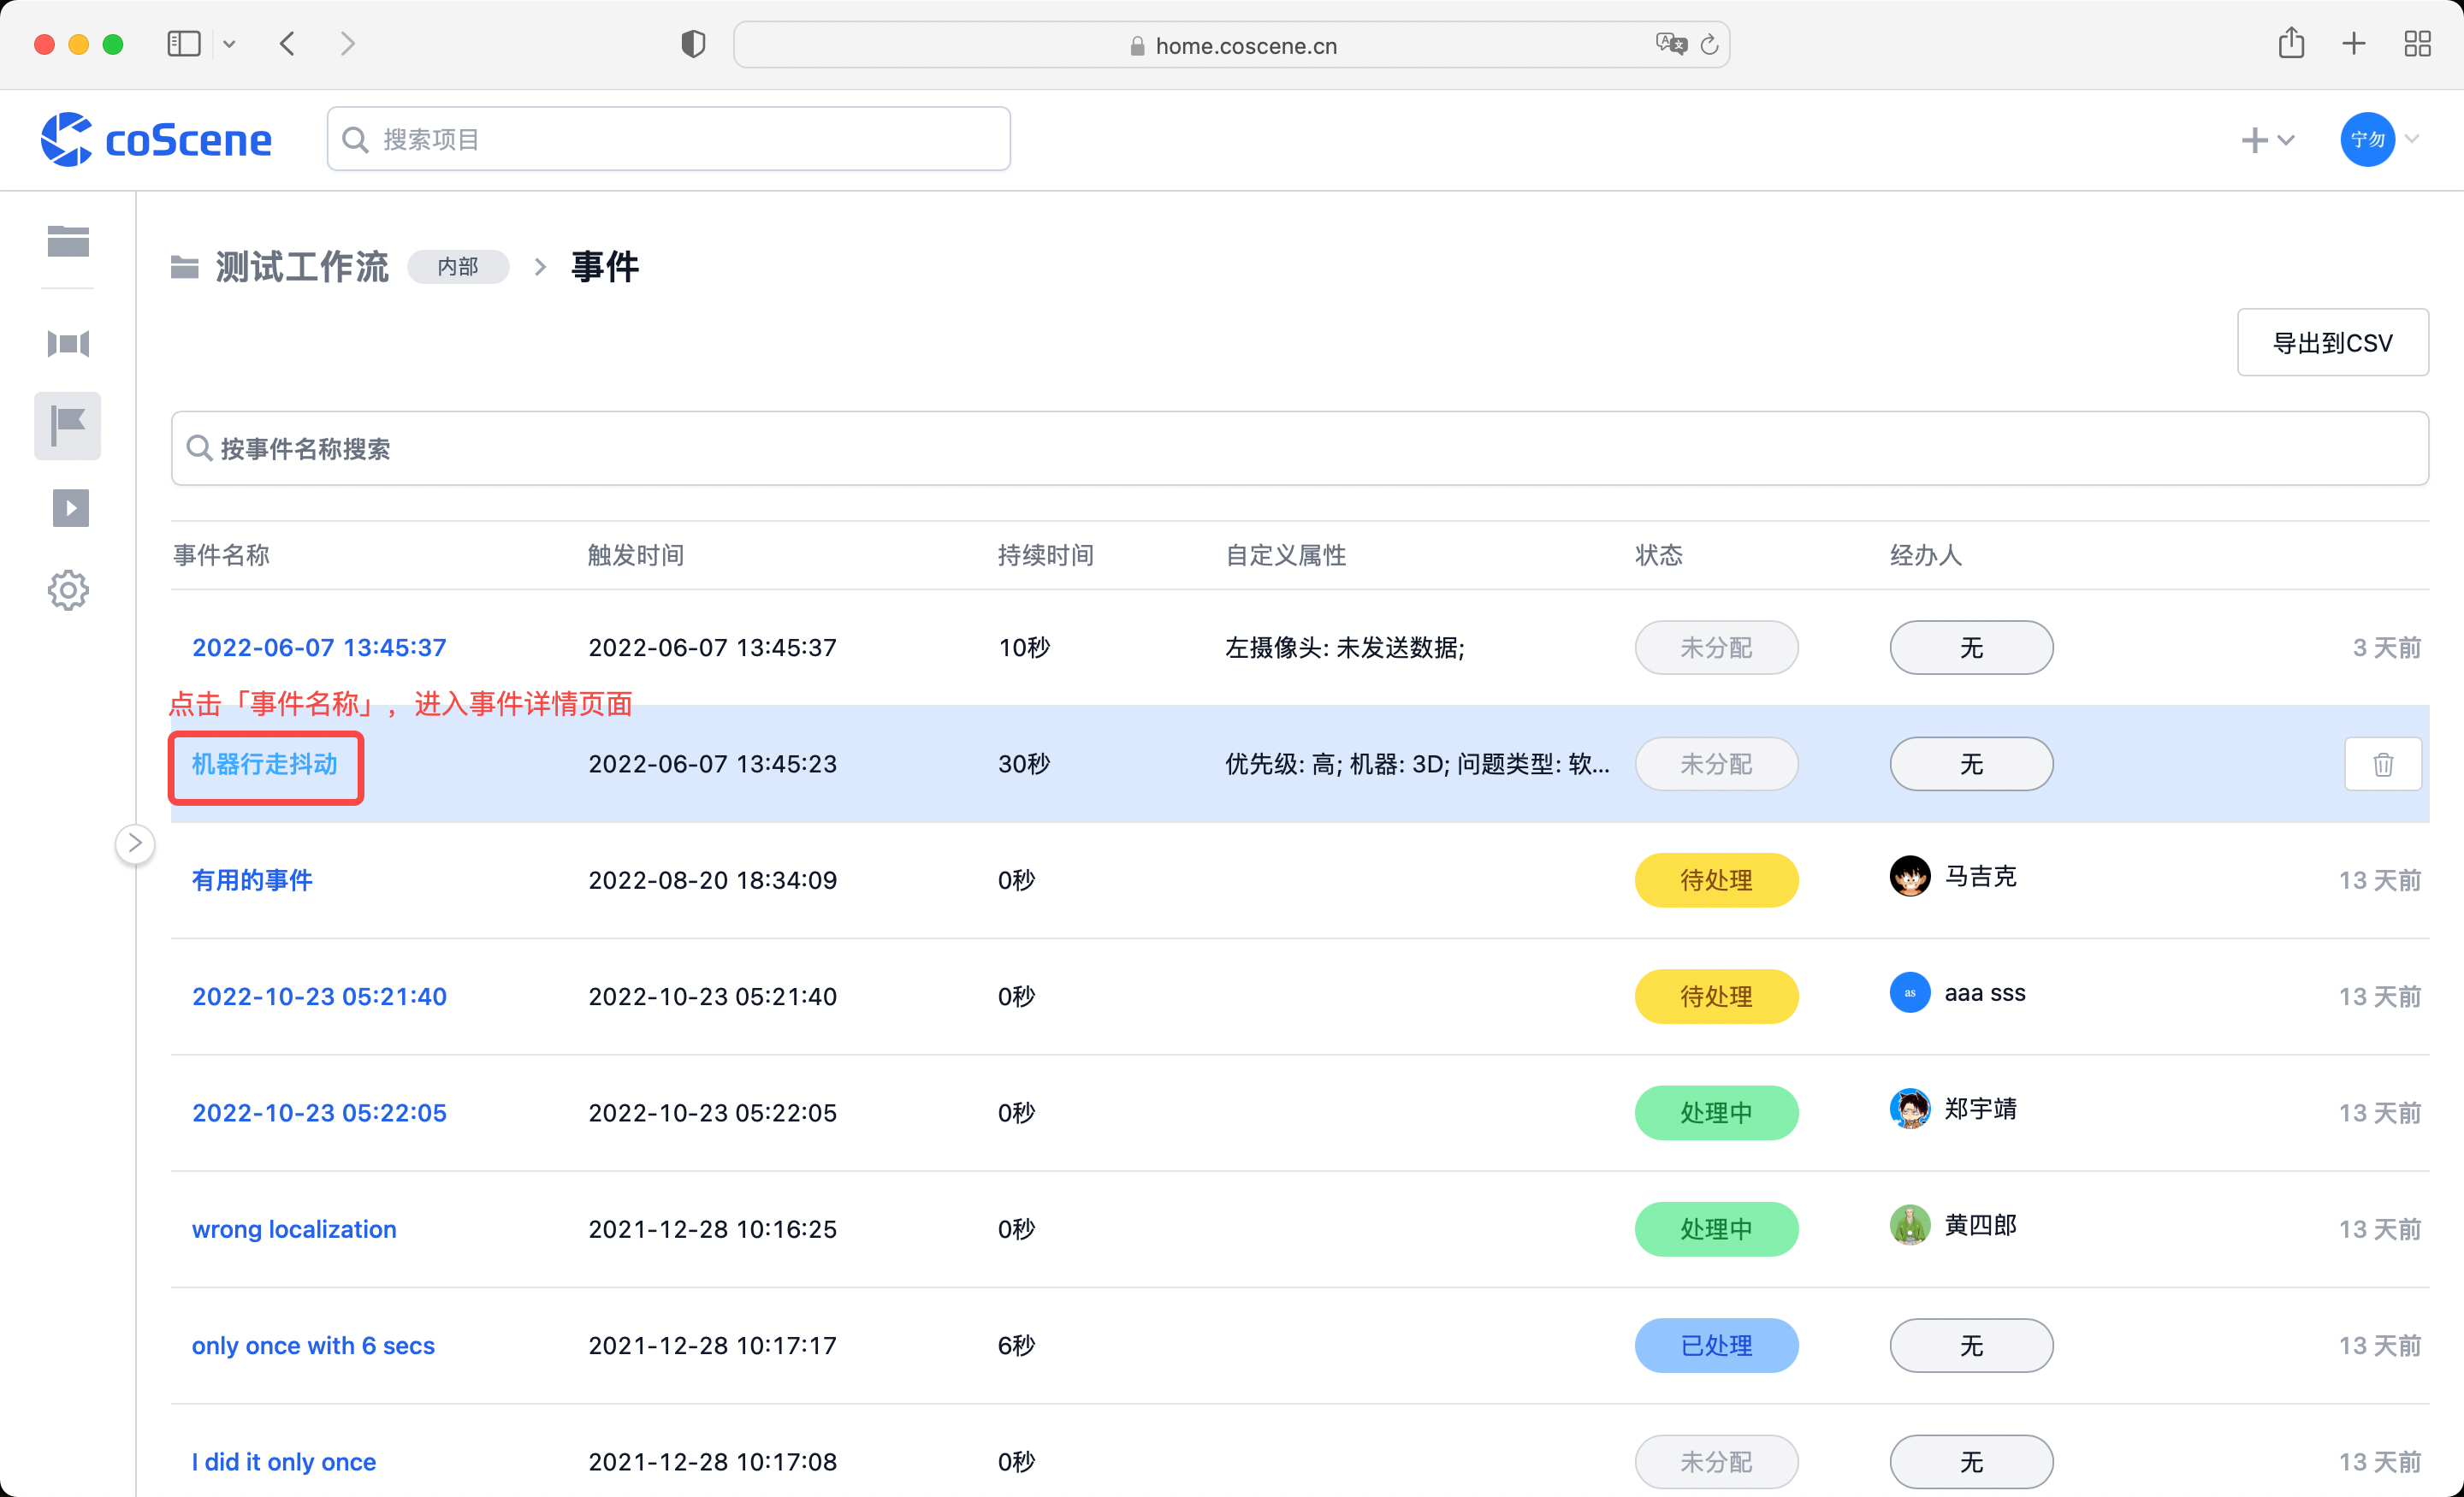 home.coscene.cn
coScene
搜索项目
宁勿
测试工作流 内部 事件
导出到CSV
按事件名称搜索
事件名称 触发时间 持续时间 自定义属性 状态 经办人
2022-06-07 13:45:37 2022-06-07 13:45:37 10秒 左摄像头: 未发送数据; 未分配 无 3 天前
点击「事件名称」，进入事件详情页面
机器行走抖动 2022-06-07 13:45:23 30秒 优先级: 高; 机器: 3D; 问题类型: 软... 未分配 无
有用的事件 2022-08-20 18:34:09 0秒 待处理 马吉克 13 天前
2022-10-23 05:21:40 2022-10-23 05:21:40 0秒 待处理 as aaa sss 13 天前
2022-10-23 05:22:05 2022-10-23 05:22:05 0秒 处理中 郑宇靖 13 天前
wrong localization 2021-12-28 10:16:25 0秒 处理中 黄四郎 13 天前
only once with 6 secs 2021-12-28 10:17:17 6秒 已处理 无 13 天前
I did it only once 2021-12-28 10:17:08 0秒 未分配 无 13 天前